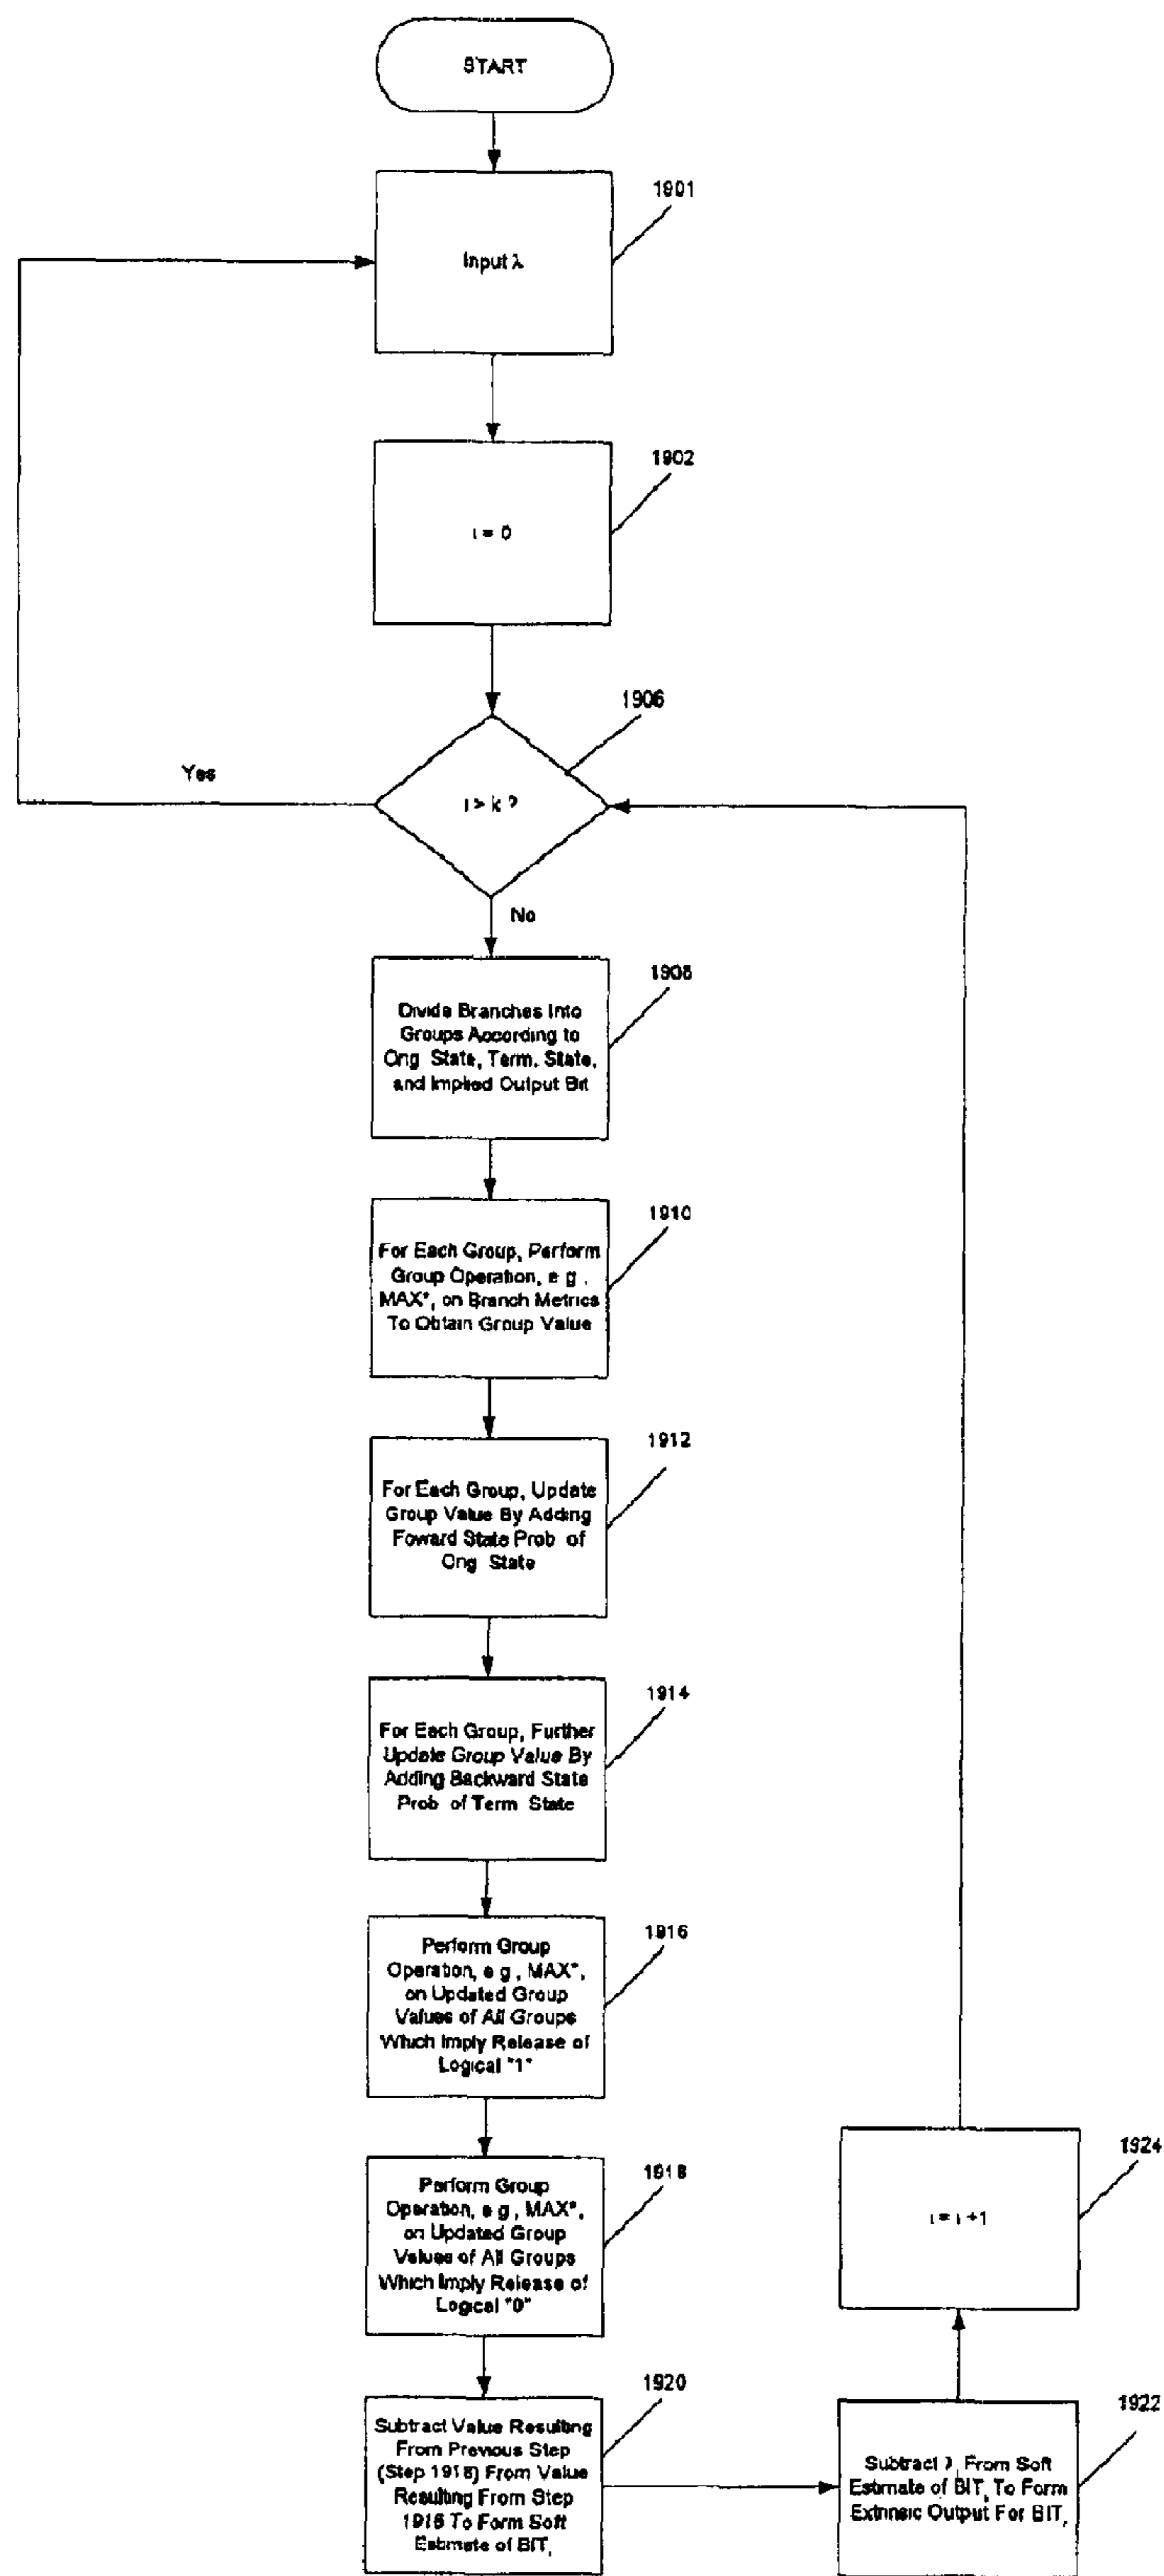 START
1901
Input λ
1902
i = 0
1906
i > k ?
Yes
No
1908
Divide Branches Into
Groups According to
Orig State, Term. State,
and Implied Output Bit
1910
For Each Group, Perform
Group Operation, e g ,
MAX*, on Branch Metrics
To Obtain Group Value
1912
For Each Group, Update
Group Value By Adding
Foward State Prob of
Orig State
1914
For Each Group, Further
Update Group Value By
Adding Backward State
Prob of Term State
1916
Perform Group
Operation, e g , MAX*,
on Updated Group
Values of All Groups
Which Imply Release of
Logical "1"
1918
Perform Group
Operation, e g , MAX*,
on Updated Group
Values of All Groups
Which Imply Release of
Logical "0"
1920
Subtract Value Resulting
From Previous Step
(Step 1918) From Value
Resulting From Step
1916 To Form Soft
Estimate of BITᵢ
1922
Subtract λᵢ From Soft
Estimate of BITᵢ To Form
Extrinsic Output For BITᵢ
1924
i = i +1